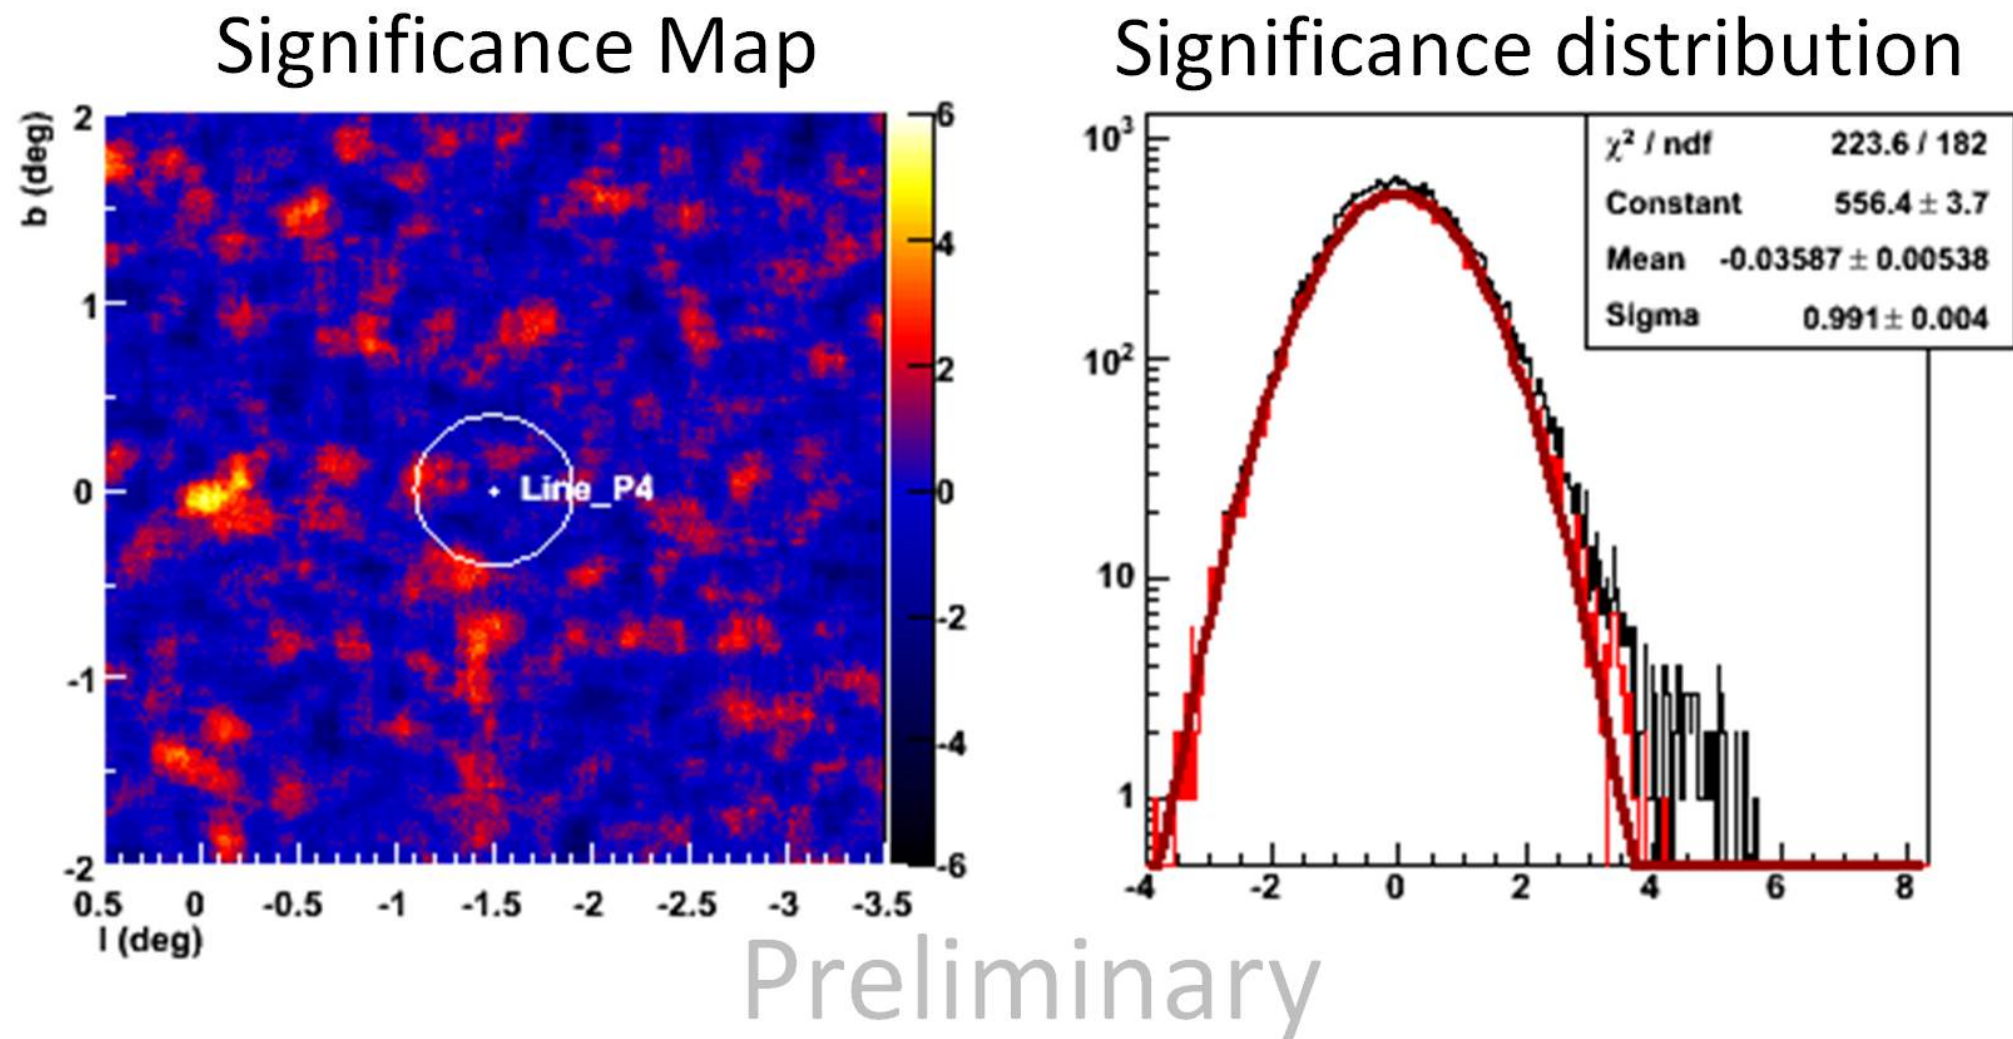 Significance Map
Significance distribution
b (deg)
2
1
0
-1
-2
0.5 0 -0.5 -1 -1.5 -2 -2.5 -3 -3.5
l (deg)
Line_P4
6
4
2
0
-2
-4
-6
10³
10²
10
1
-4 -2 0 2 4 6 8
χ² / ndf 223.6 / 182
Constant 556.4 ± 3.7
Mean -0.03587 ± 0.00538
Sigma 0.991 ± 0.004
Preliminary